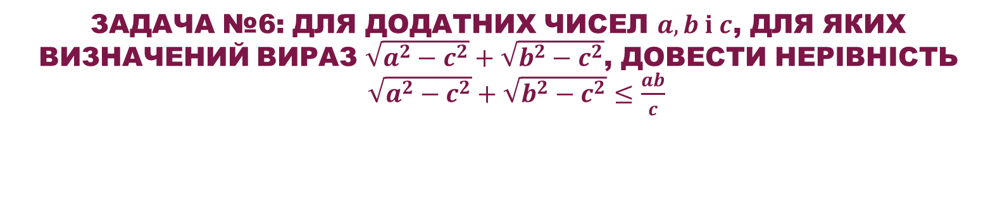 ЗАДАЧА №6: ДЛЯ ДОДАТНИХ ЧИСЕЛ a, b і c, ДЛЯ ЯКИХ
ВИЗНАЧЕНИЙ ВИРАЗ √(a² − c²) + √(b² − c²), ДОВЕСТИ НЕРІВНІСТЬ
√(a² − c²) + √(b² − c²) ≤ ab/c